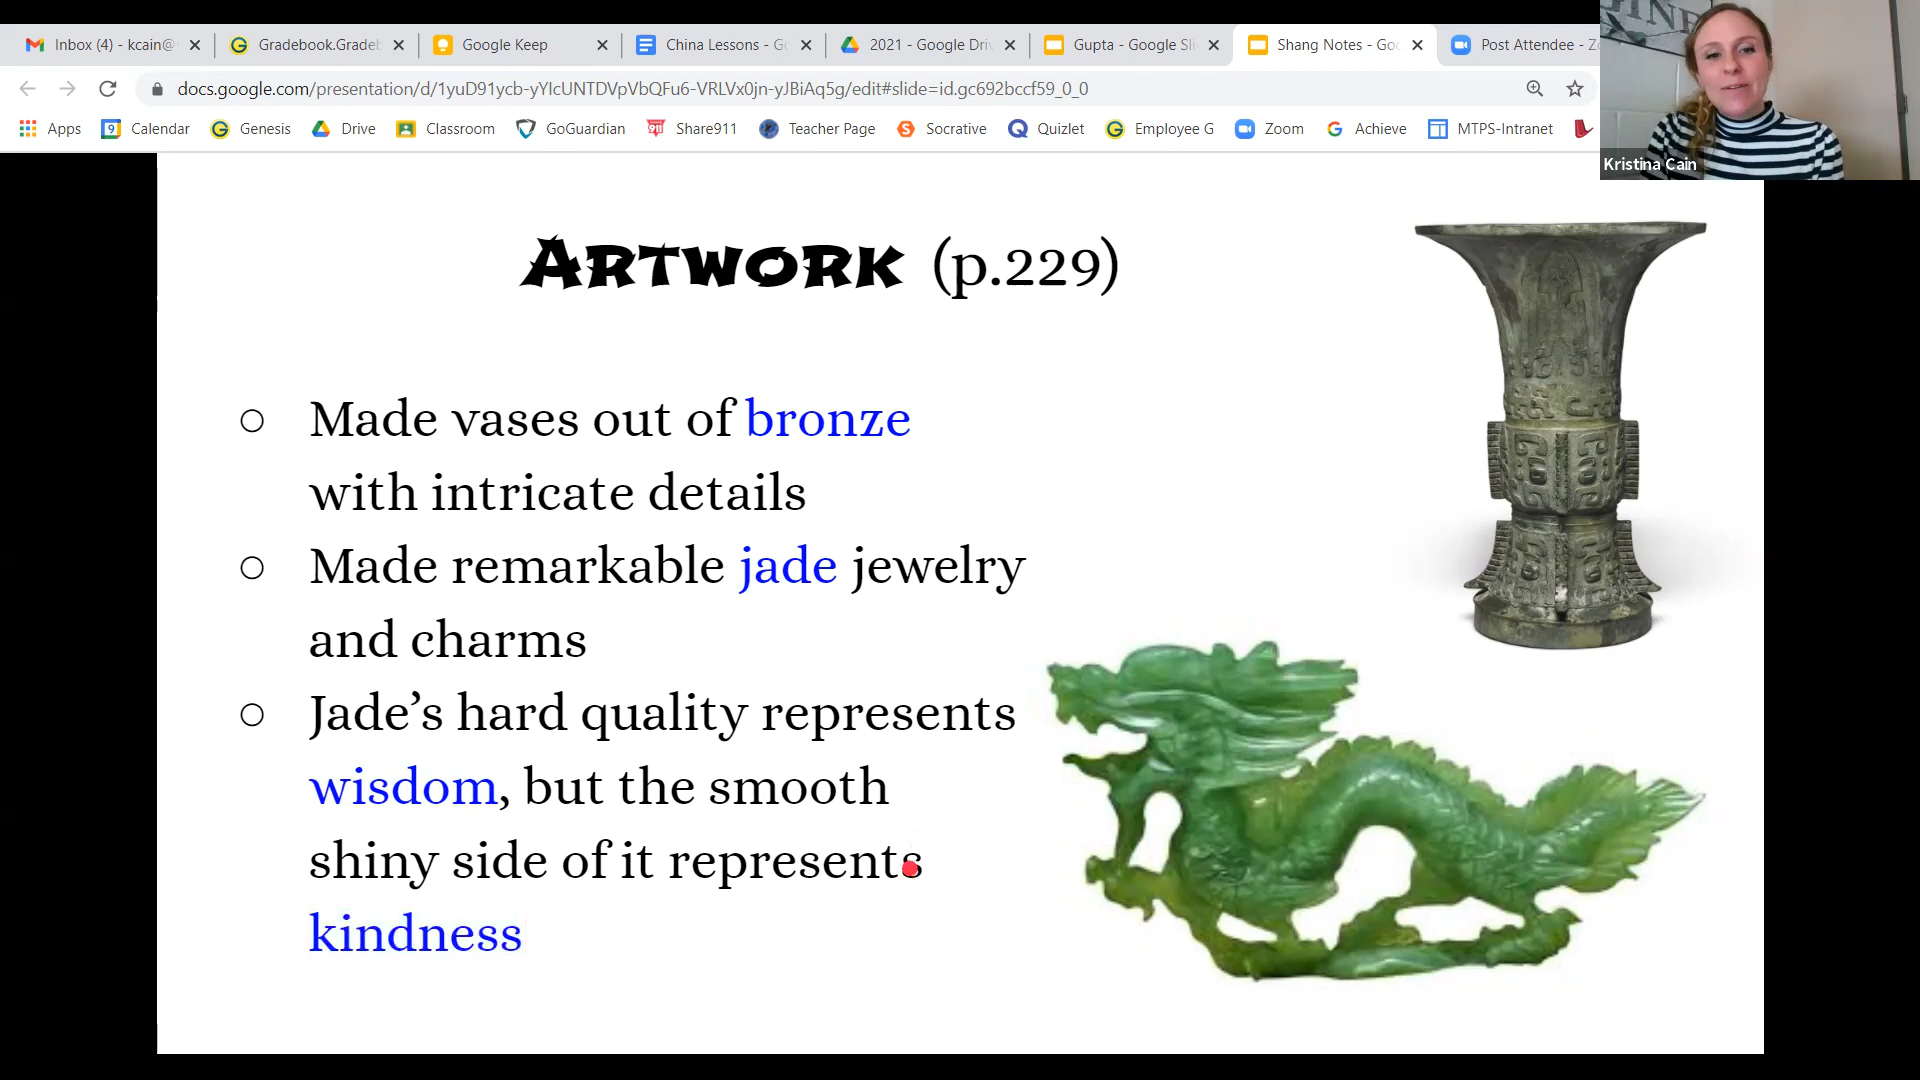 Inbox (4) - kcain@
Gradebook.Gradeb
Google Keep
China Lessons - Go
2021 - Google Driv
Gupta - Google Sli
Shang Notes - Goo
Post Attendee - Zo
docs.google.com/presentation/d/1yuD91ycb-yYIcUNTDVpVbQFu6-VRLVx0jn-yJBiAq5g/edit#slide=id.gc692bccf59_0_0
Apps
Calendar
Genesis
Drive
Classroom
GoGuardian
Share911
Teacher Page
Socrative
Quizlet
Employee G
Zoom
Achieve
MTPS-Intranet
Kristina Cain
ARTWORK (p.229)
○ Made vases out of bronze
with intricate details
○ Made remarkable jade jewelry
and charms
○ Jade’s hard quality represents
wisdom, but the smooth
shiny side of it represents
kindness